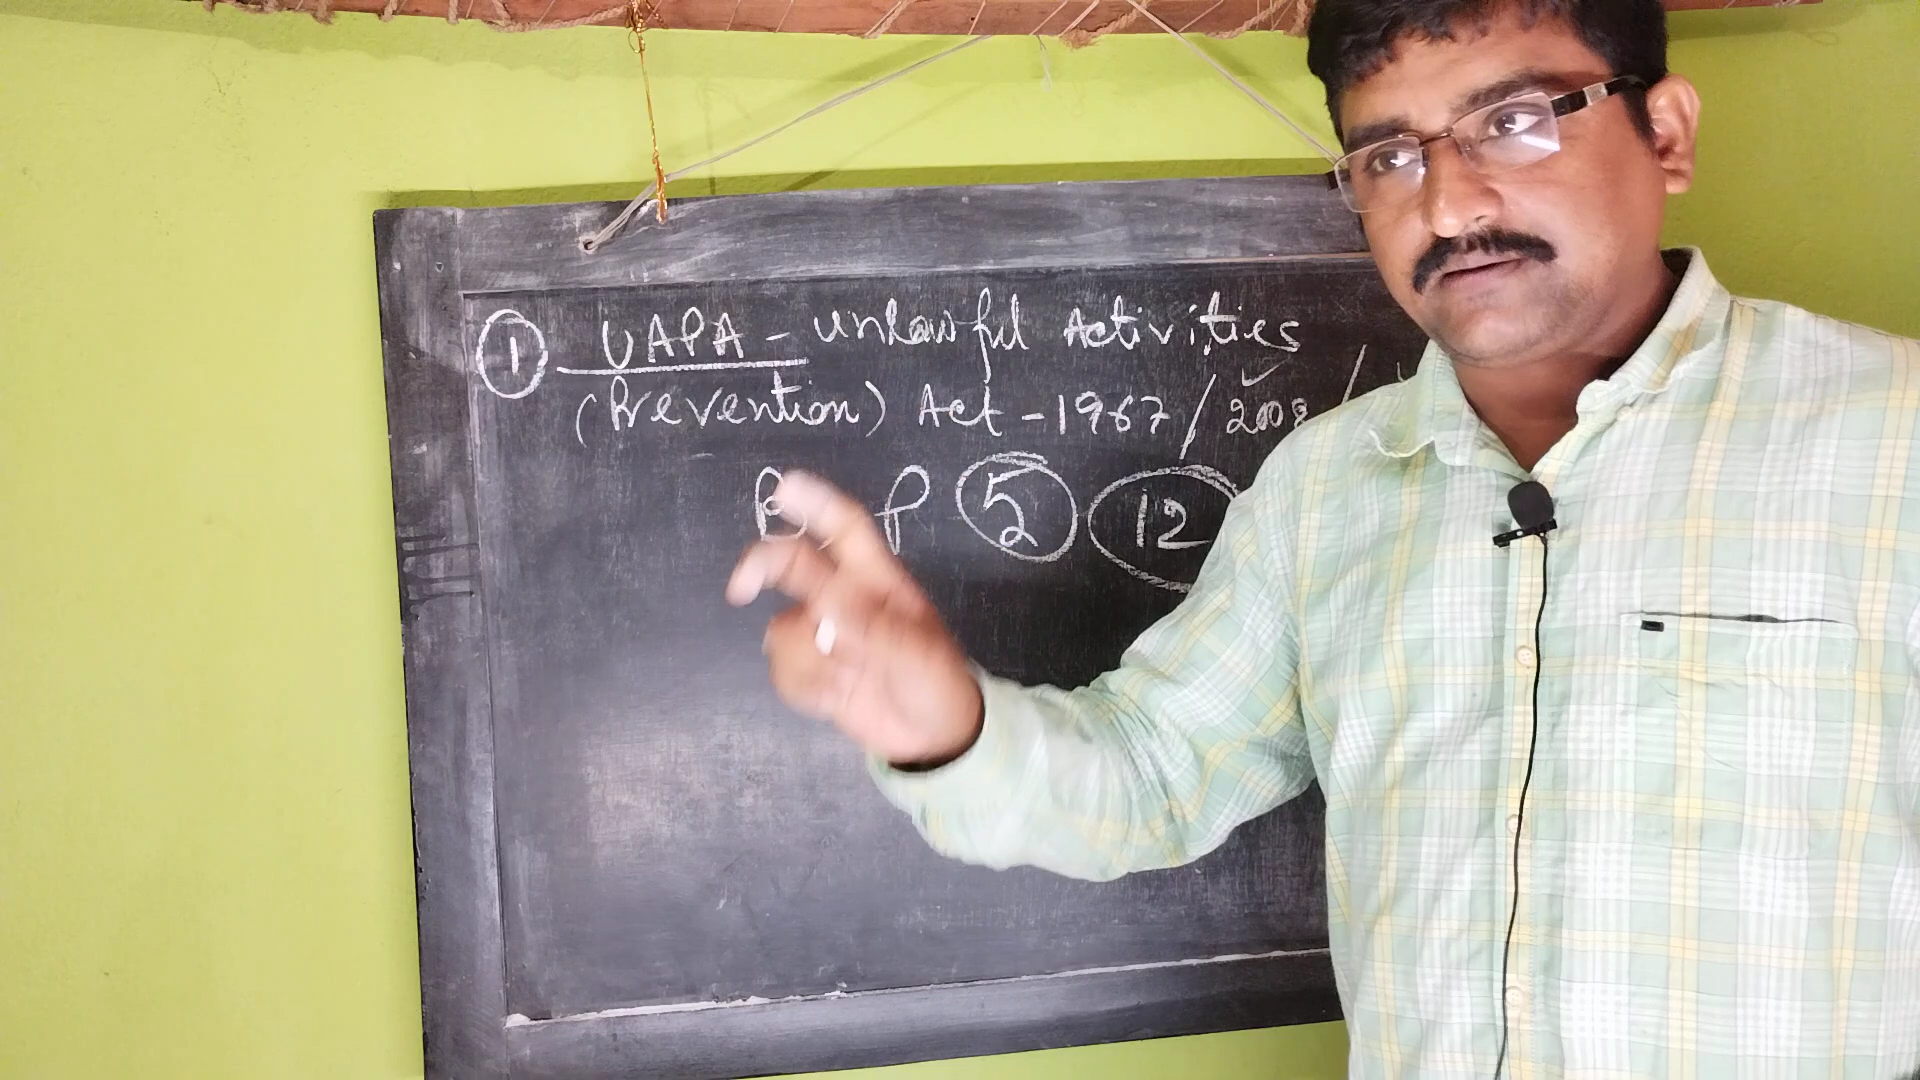 1 UAPA - unlawful Activities
(Prevention) Act - 1967 / 2008 /
P 5 12